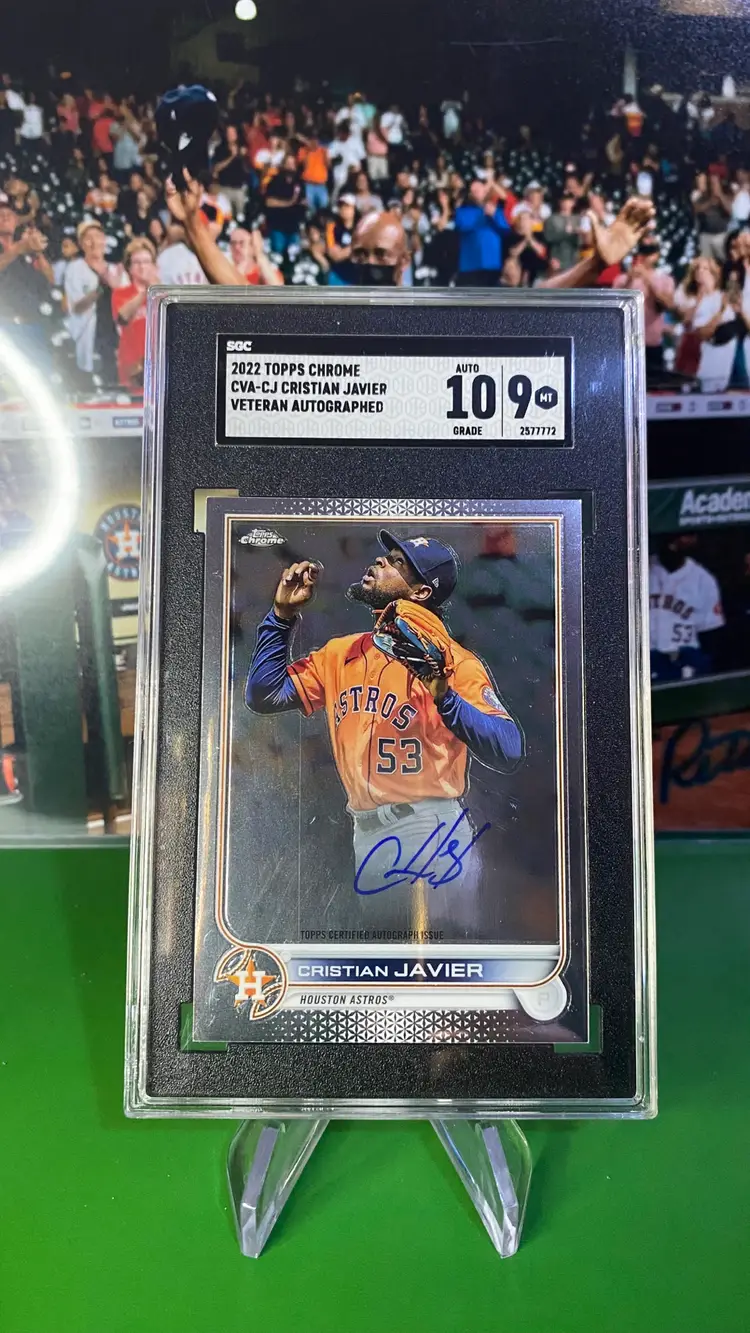 SGC
2022 TOPPS CHROME
CVA-CJ CRISTIAN JAVIER
VETERAN AUTOGRAPHED
AUTO
10
GRADE
9 MT
2577772
Topps
Chrome
ASTROS
53
TOPPS CERTIFIED AUTOGRAPH ISSUE
H
CRISTIAN JAVIER
HOUSTON ASTROS®
P
Acade
STROS
53